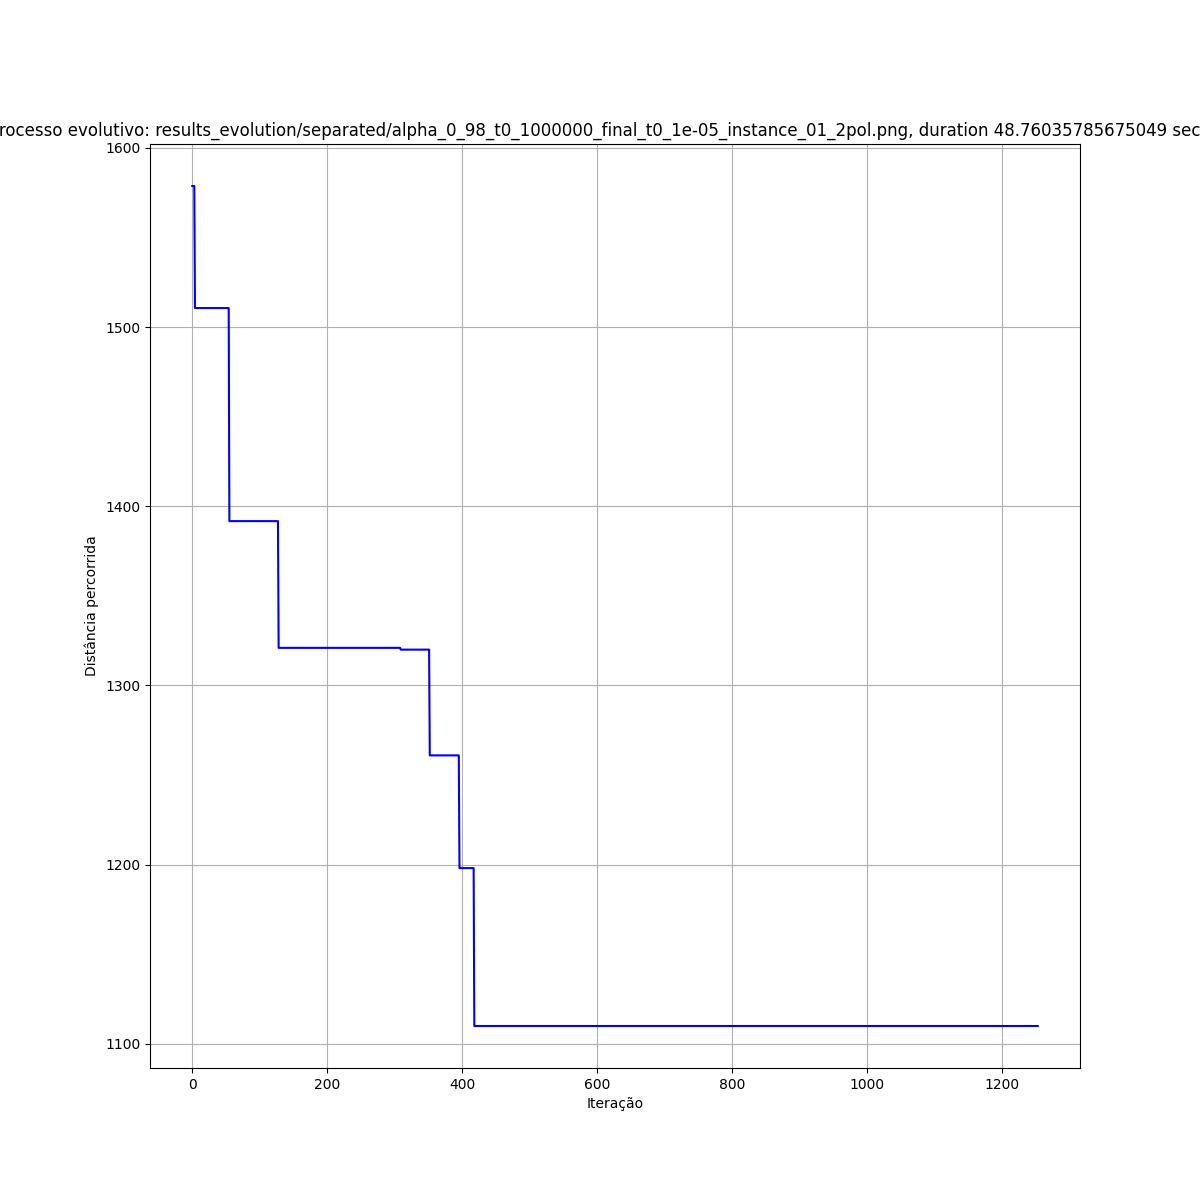 rocesso evolutivo: results_evolution/separated/alpha_0_98_t0_1000000_final_t0_1e-05_instance_01_2pol.png, duration 48.76035785675049 sec
1600
1500
1400
1300
1200
1100
Distância percorrida
0 200 400 600 800 1000 1200
Iteração